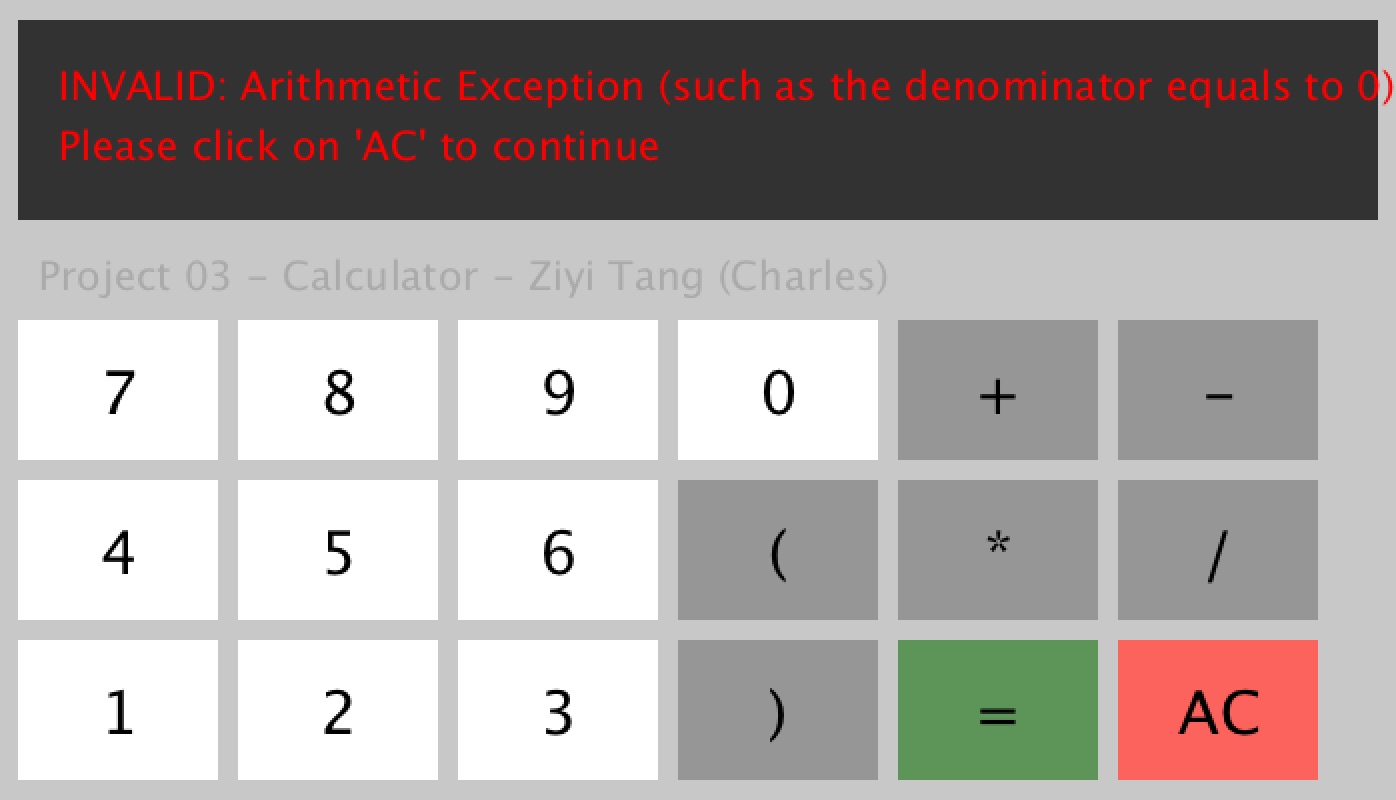 INVALID: Arithmetic Exception (such as the denominator equals to 0)
Please click on 'AC' to continue
Project 03 - Calculator - Ziyi Tang (Charles)
7 8 9 0 + -
4 5 6 ( * /
1 2 3 ) = AC